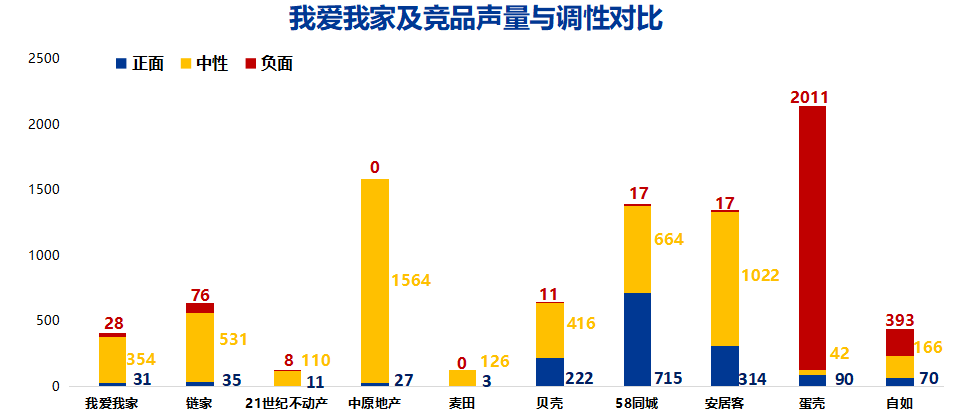 我爱我家及竞品声量与调性对比
正面 中性 负面
2500
2000
1500
1000
500
0
28 354 31
76 531 35
8 110 11
0 1564 27
0 126 3
11 416 222
17 664 715
17 1022 314
2011 42 90
393 166 70
我爱我家 链家 21世纪不动产 中原地产 麦田 贝壳 58同城 安居客 蛋壳 自如